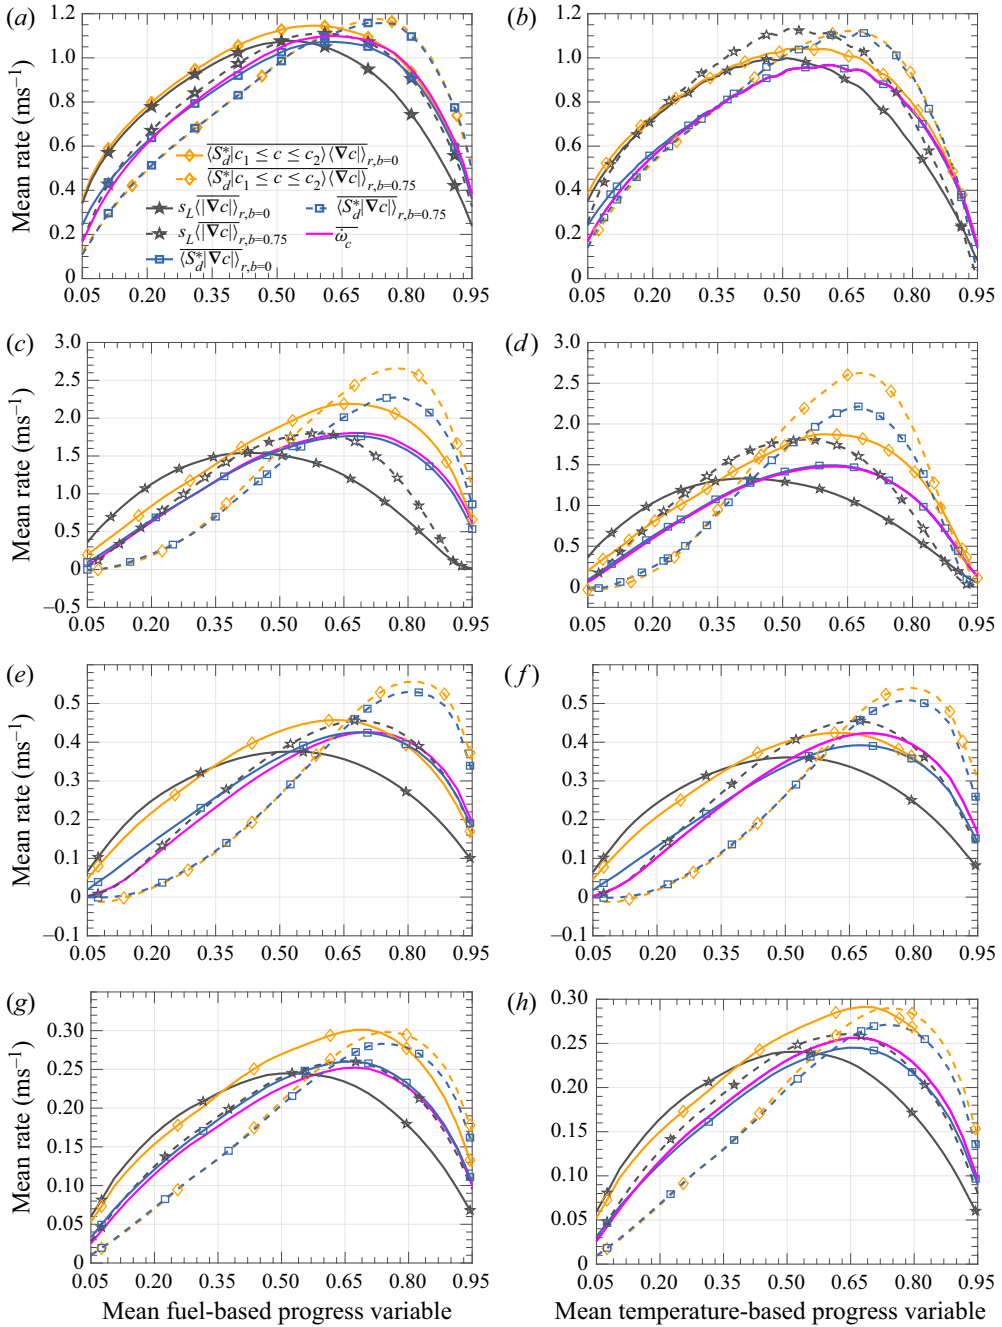 (a)
1.2
1.0
0.8
0.6
0.4
0.2
0
Mean rate (ms⁻¹)
⟨S*d|c1 ≤ c ≤ c2⟩⟨|∇c|⟩r,b=0
⟨S*d|c1 ≤ c ≤ c2⟩⟨|∇c|⟩r,b=0.75
sL⟨|∇c|⟩r,b=0
⟨S*d|∇c|⟩r,b=0.75
sL⟨|∇c|⟩r,b=0.75
ω̇c
⟨S*d|∇c|⟩r,b=0
0.05 0.20 0.35 0.50 0.65 0.80 0.95
(b)
1.2
1.0
0.8
0.6
0.4
0.2
0
0.05 0.20 0.35 0.50 0.65 0.80 0.95
(c)
3.0
2.5
2.0
1.5
1.0
0.5
0
−0.5
Mean rate (ms⁻¹)
0.05 0.20 0.35 0.50 0.65 0.80 0.95
(d)
3.0
2.5
2.0
1.5
1.0
0.5
0
0.05 0.20 0.35 0.50 0.65 0.80 0.95
(e)
0.5
0.4
0.3
0.2
0.1
0
−0.1
Mean rate (ms⁻¹)
0.05 0.20 0.35 0.50 0.65 0.80 0.95
(f)
0.5
0.4
0.3
0.2
0.1
0
−0.1
0.05 0.20 0.35 0.50 0.65 0.80 0.95
(g)
0.30
0.25
0.20
0.15
0.10
0.05
0
Mean rate (ms⁻¹)
0.05 0.20 0.35 0.50 0.65 0.80 0.95
Mean fuel-based progress variable
(h)
0.30
0.25
0.20
0.15
0.10
0.05
0
0.05 0.20 0.35 0.50 0.65 0.80 0.95
Mean temperature-based progress variable